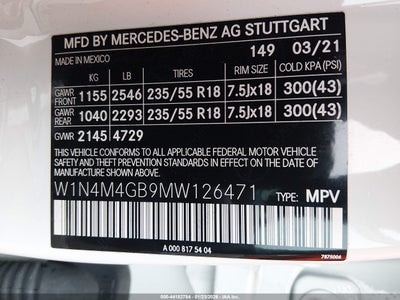 MFD BY MERCEDES-BENZ AG STUTTGART
MADE IN MEXICO 149 03/21
KG LB TIRES RIM COLD KPA (PSI)
GAWR FRONT 1155 2546 235/55 R18 7.5Jx18 300(43)
GAWR REAR 1040 2293 235/55 R18 7.5Jx18 300(43)
GVWR 2145 4729
THIS VEHICLE CONFORMS TO ALL APPLICABLE FEDERAL MOTOR VEHICLE
SAFETY, BUMPER, AND THEFT PREVENTION STANDARDS IN EFFECT ON THE
DATE OF MANUFACTURE SHOWN ABOVE.
W1N4M4GB9MW126471 TYPE: MPV
A 000 817 54 04